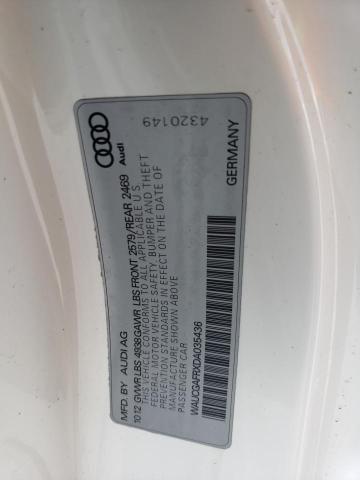 Audi
4320149
MFD. BY AUDI AG
10 12 GVWR LBS 4938 GAWR LBS FRONT 2579/REAR 2469
THIS VEHICLE CONFORMS TO ALL APPLICABLE U S
FEDERAL MOTOR VEHICLE SAFETY, BUMPER AND THEFT
PREVENTION STANDARDS IN EFFECT ON THE DATE OF
MANUFACTURE SHOWN ABOVE
PASSENGER CAR
WAUCGAFRXDA035436
GERMANY